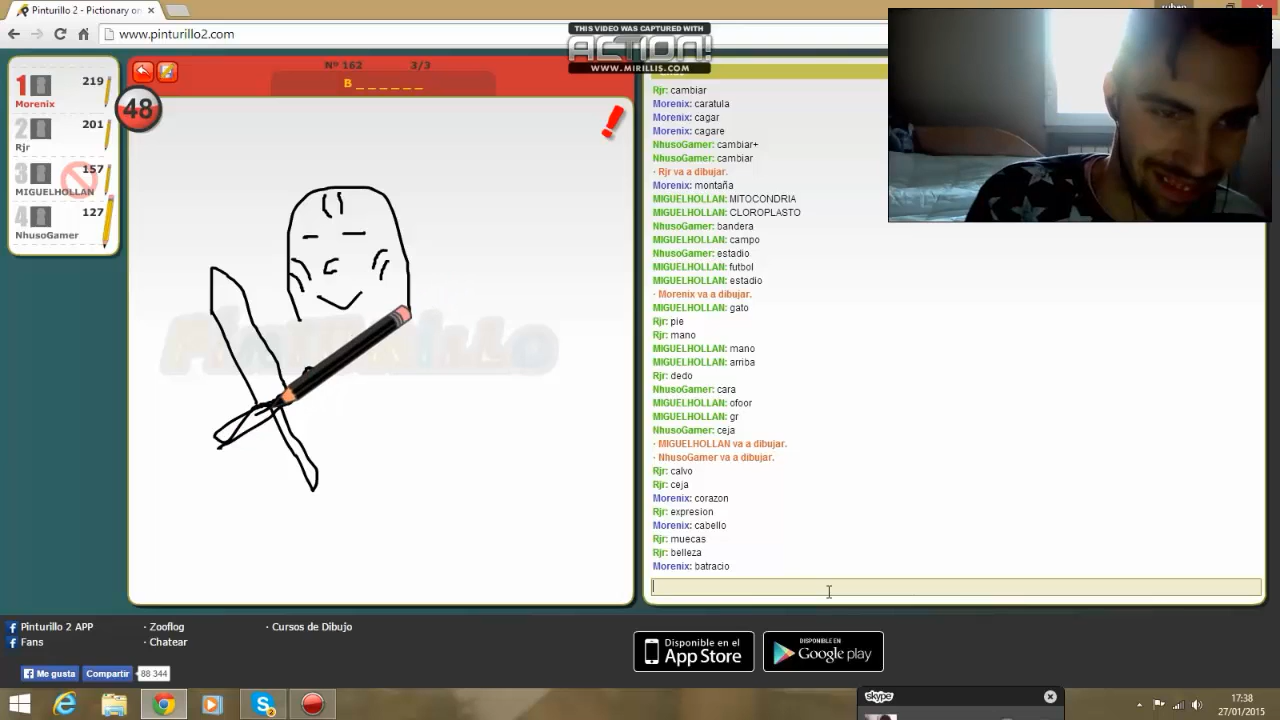 Pinturillo 2 - Pictionary on
ruben
www.pinturillo2.com
THIS VIDEO WAS CAPTURED WITH
ACTION!
WWW.MIRILLIS.COM
1 219
Morenix
2 201
Rjr
3 157
MIGUELHOLLAN
4 127
NhusoGamer
48
Nº 162 3/3
B _ _ _ _ _ _
Rjr: cambiar
Morenix: caratula
Morenix: cagar
Morenix: cagare
NhusoGamer: cambiar+
NhusoGamer: cambiar
· Rjr va a dibujar.
Morenix: montaña
MIGUELHOLLAN: MITOCONDRIA
MIGUELHOLLAN: CLOROPLASTO
NhusoGamer: bandera
MIGUELHOLLAN: campo
NhusoGamer: estadio
MIGUELHOLLAN: futbol
MIGUELHOLLAN: estadio
· Morenix va a dibujar.
MIGUELHOLLAN: gato
Rjr: pie
Rjr: mano
MIGUELHOLLAN: mano
MIGUELHOLLAN: arriba
Rjr: dedo
NhusoGamer: cara
MIGUELHOLLAN: ofoor
MIGUELHOLLAN: gr
NhusoGamer: ceja
· MIGUELHOLLAN va a dibujar.
· NhusoGamer va a dibujar.
Rjr: calvo
Rjr: ceja
Morenix: corazon
Rjr: expresion
Morenix: cabello
Rjr: muecas
Rjr: belleza
Morenix: batracio
Pinturillo 2 APP · Zooflog · Cursos de Dibujo
Fans · Chatear
Me gusta Compartir 88 344
Disponible en el
App Store
DISPONIBLE EN
Google play
skype
17:38
27/01/2015